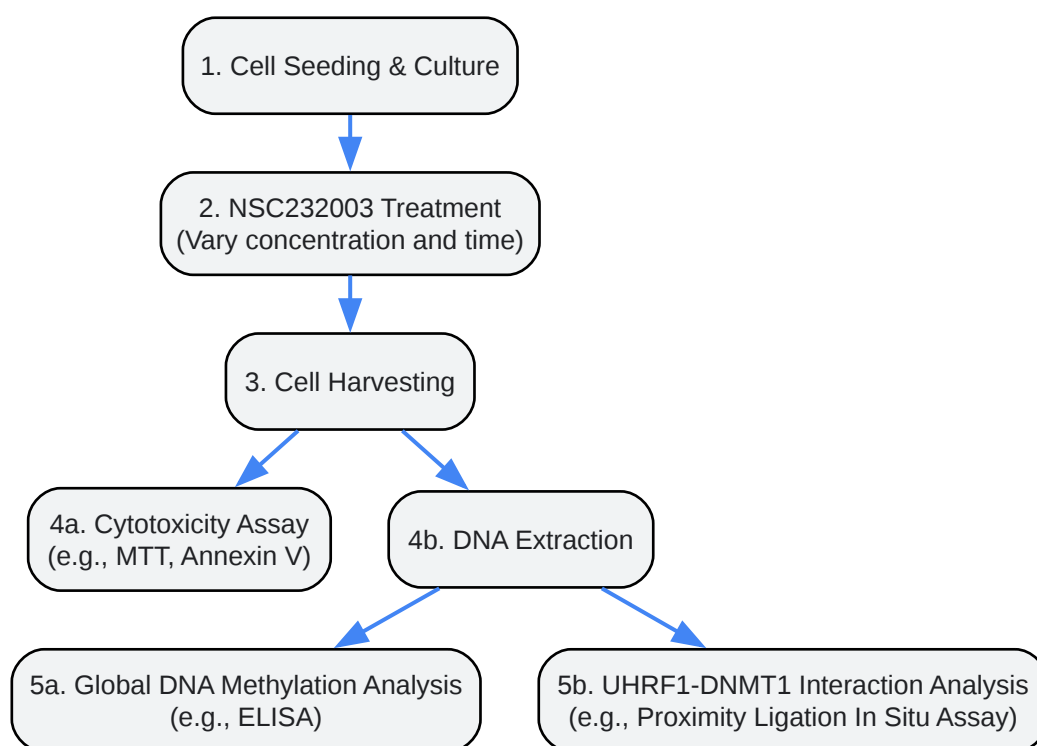 1. Cell Seeding & Culture
2. NSC232003 Treatment
(Vary concentration and time)
3. Cell Harvesting
4a. Cytotoxicity Assay
(e.g., MTT, Annexin V)
4b. DNA Extraction
5a. Global DNA Methylation Analysis
(e.g., ELISA)
5b. UHRF1-DNMT1 Interaction Analysis
(e.g., Proximity Ligation In Situ Assay)